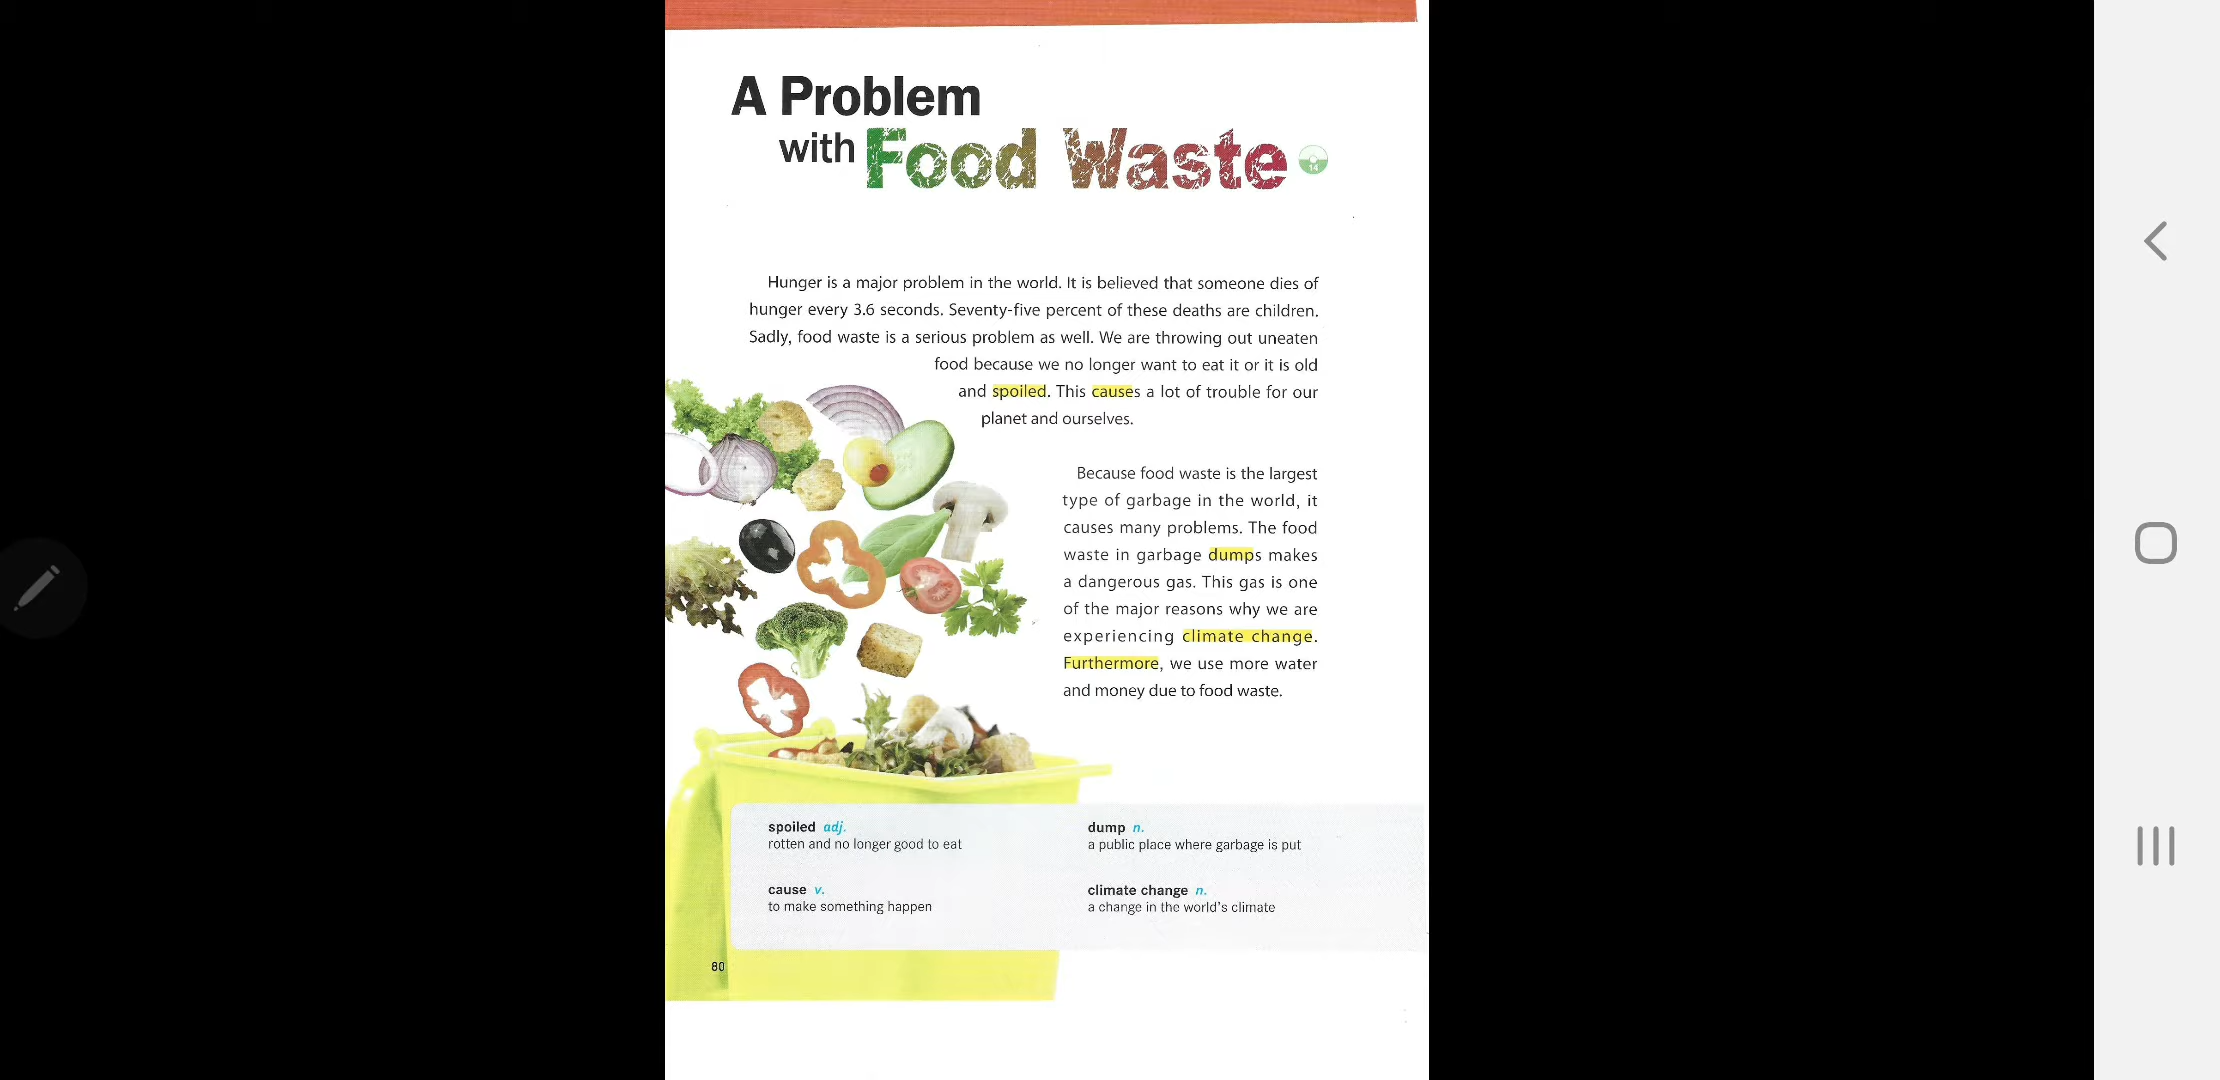 A Problem
with Food Waste
14
Hunger is a major problem in the world. It is believed that someone dies of
hunger every 3.6 seconds. Seventy-five percent of these deaths are children.
Sadly, food waste is a serious problem as well. We are throwing out uneaten
food because we no longer want to eat it or it is old
and spoiled. This causes a lot of trouble for our
planet and ourselves.
Because food waste is the largest
type of garbage in the world, it
causes many problems. The food
waste in garbage dumps makes
a dangerous gas. This gas is one
of the major reasons why we are
experiencing climate change.
Furthermore, we use more water
and money due to food waste.
spoiled adj.
rotten and no longer good to eat
cause v.
to make something happen
dump n.
a public place where garbage is put
climate change n.
a change in the world's climate
80